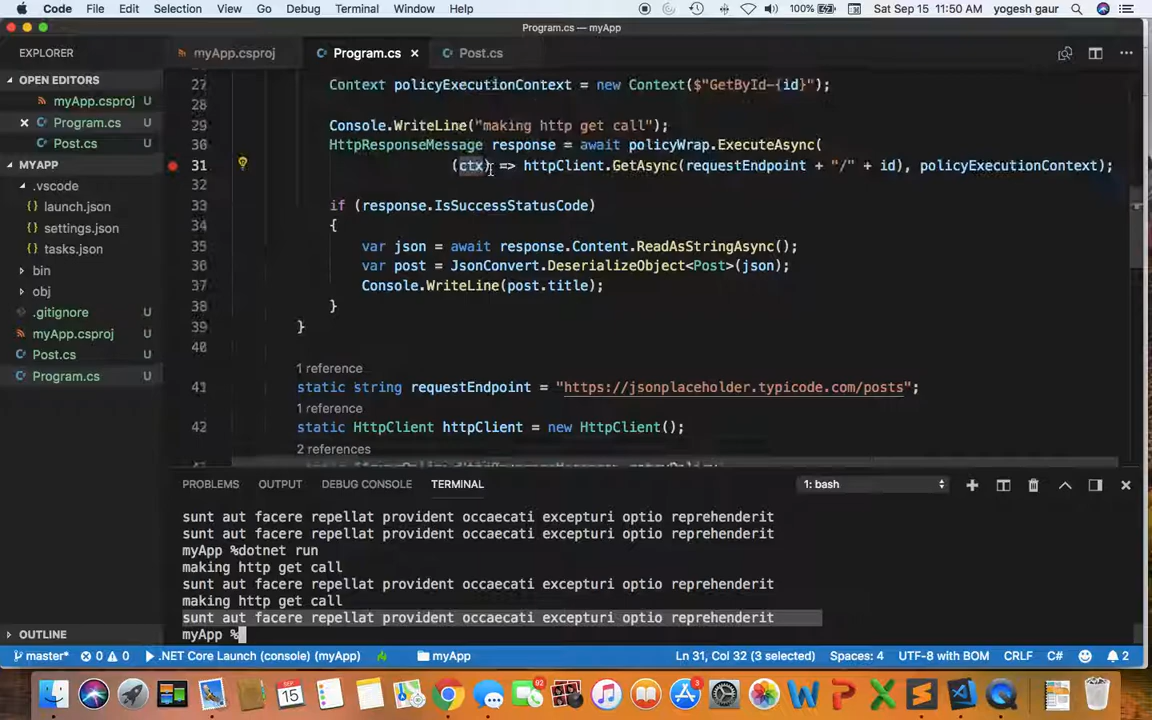 Code File Edit Selection View Go Debug Terminal Window Help 100% Sat Sep 15 11:50 AM yogesh gaur
Program.cs — myApp
EXPLORER
myApp.csproj Program.cs × Post.cs
OPEN EDITORS
myApp.csproj U
× Program.cs U
Post.cs U
MYAPP
.vscode
launch.json
settings.json
tasks.json
bin
obj
.gitignore U
myApp.csproj U
Post.cs U
Program.cs U
OUTLINE
27 Context policyExecutionContext = new Context($"GetById-{id}");
28
29 Console.WriteLine("making http get call");
30 HttpResponseMessage response = await policyWrap.ExecuteAsync(
31 (ctx) => httpClient.GetAsync(requestEndpoint + "/" + id), policyExecutionContext);
32
33 if (response.IsSuccessStatusCode)
34 {
35 var json = await response.Content.ReadAsStringAsync();
36 var post = JsonConvert.DeserializeObject<Post>(json);
37 Console.WriteLine(post.title);
38 }
39 }
40
1 reference
41 static string requestEndpoint = "https://jsonplaceholder.typicode.com/posts";
1 reference
42 static HttpClient httpClient = new HttpClient();
2 references
PROBLEMS OUTPUT DEBUG CONSOLE TERMINAL 1: bash
sunt aut facere repellat provident occaecati excepturi optio reprehenderit
sunt aut facere repellat provident occaecati excepturi optio reprehenderit
myApp %dotnet run
making http get call
sunt aut facere repellat provident occaecati excepturi optio reprehenderit
making http get call
sunt aut facere repellat provident occaecati excepturi optio reprehenderit
myApp %
master* 0 0 .NET Core Launch (console) (myApp) myApp Ln 31, Col 32 (3 selected) Spaces: 4 UTF-8 with BOM CRLF C# 2
SEP
15
92
3